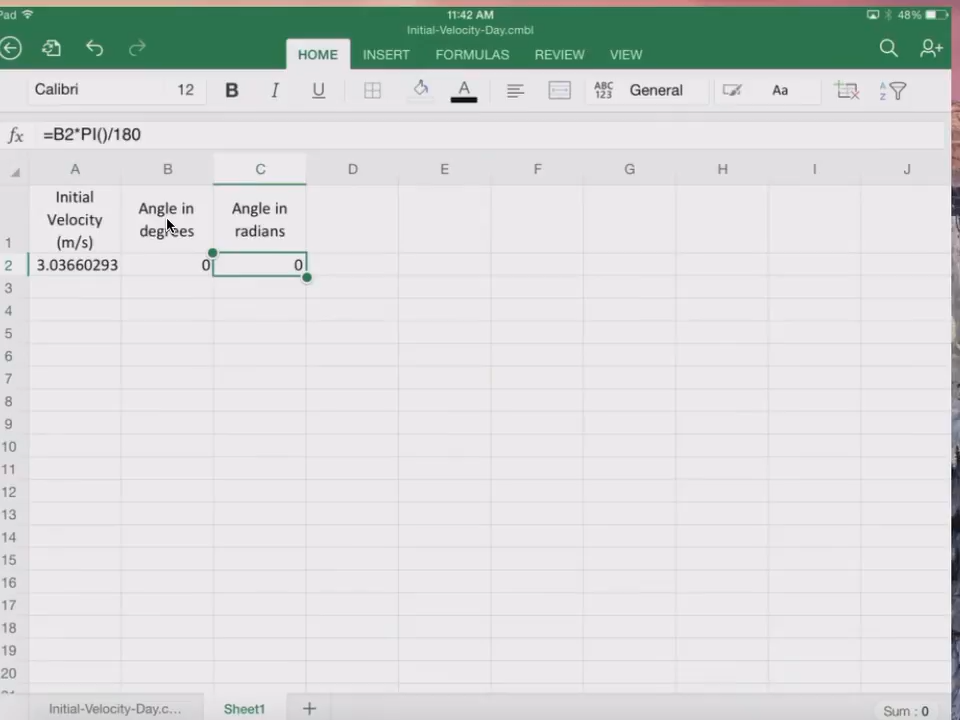 Pad
11:42 AM
48%
Initial-Velocity-Day.cmbl
HOME
INSERT
FORMULAS
REVIEW
VIEW
Calibri
12
B
I
U
A
ABC
123
General
Aa
A
Z
fx
=B2*PI()/180
A B C D E F G H I J
1
Initial
Velocity
(m/s)
Angle in
degrees
Angle in
radians
2 3.03660293 0 0
3
4
5
6
7
8
9
10
11
12
13
14
15
16
17
18
19
20
Initial-Velocity-Day.c...
Sheet1
+
Sum : 0